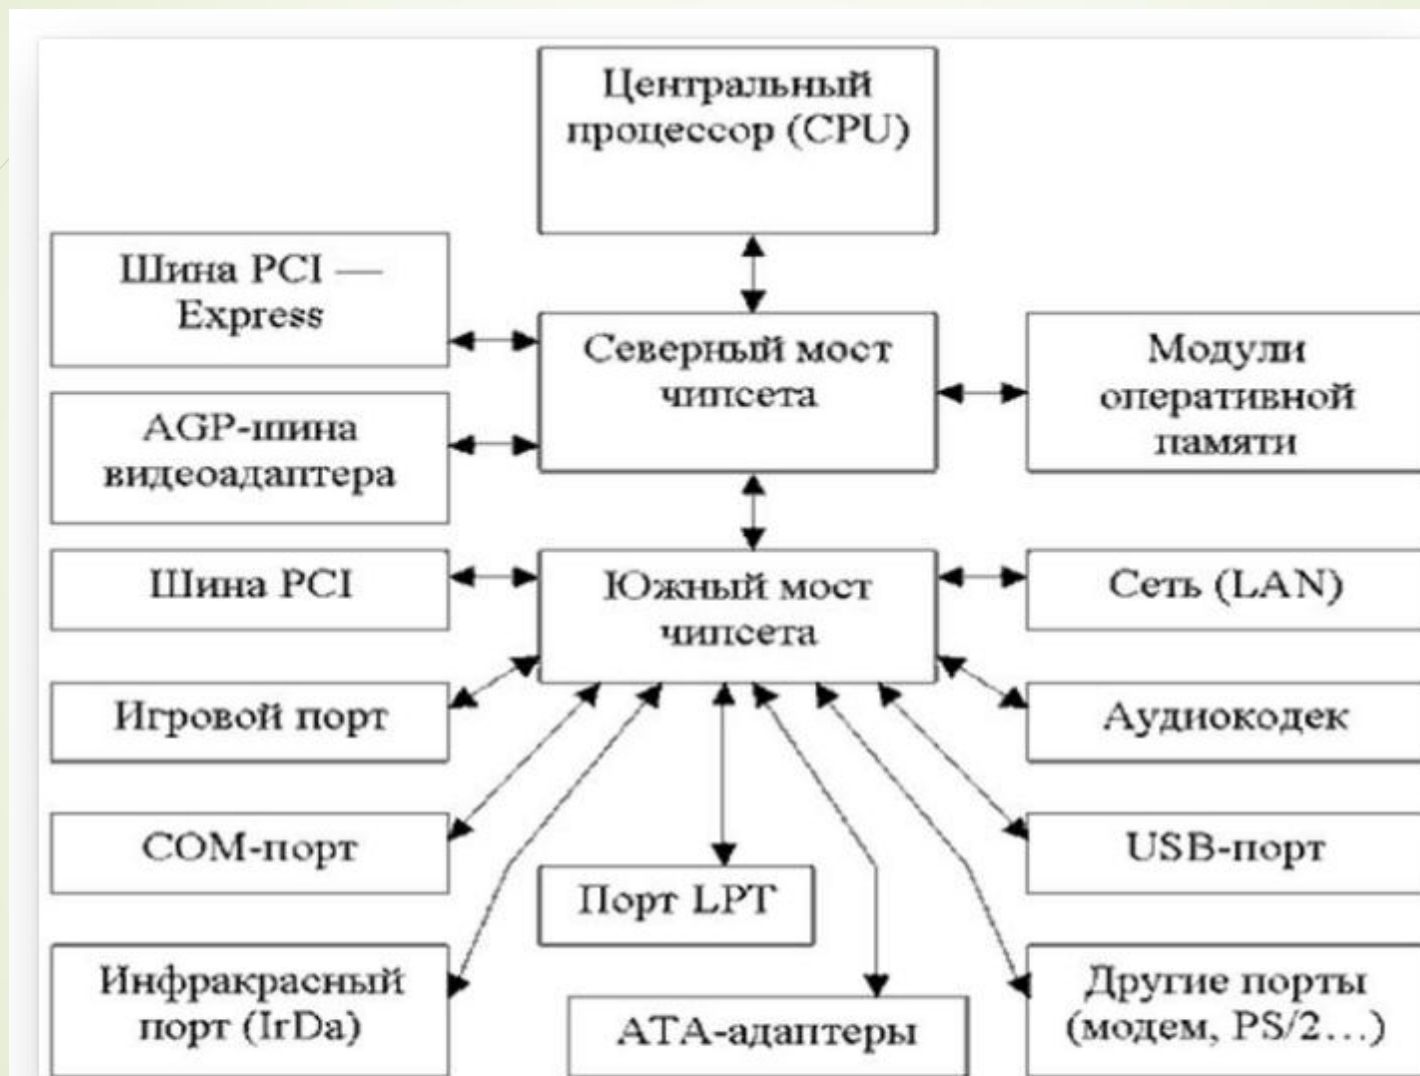 Центральный
процессор (CPU)
Шина PCI —
Express
Северный мост
чипсета
Модули
оперативной
памяти
AGP-шина
видеоадаптера
Шина PCI
Южный мост
чипсета
Сеть (LAN)
Игровой порт
Аудиокодек
COM-порт
USB-порт
Порт LPT
Инфракрасный
порт (IrDa)
АТА-адаптеры
Другие порты
(модем, PS/2...)